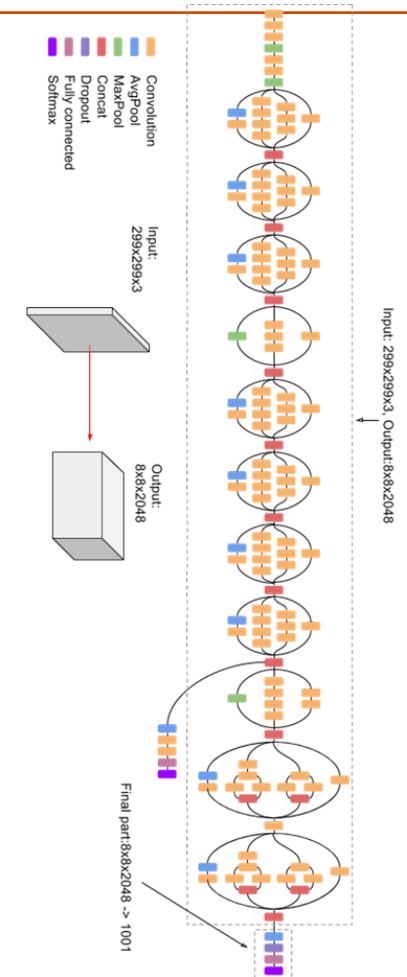 Input: 299x299x3, Output:8x8x2048
Convolution
AvgPool
MaxPool
Concat
Dropout
Fully connected
Softmax
Input:
299x299x3
Output:
8x8x2048
Final part:8x8x2048 -> 1001